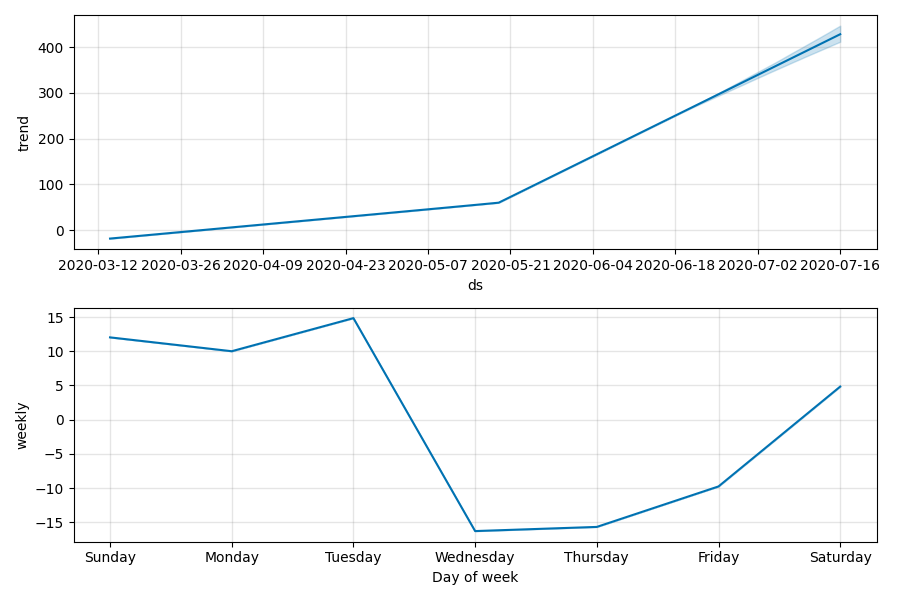 400
300
200
100
0
trend
2020-03-12 2020-03-26 2020-04-09 2020-04-23 2020-05-07 2020-05-21 2020-06-04 2020-06-18 2020-07-02 2020-07-16
ds
15
10
5
0
−5
−10
−15
weekly
Sunday Monday Tuesday Wednesday Thursday Friday Saturday
Day of week